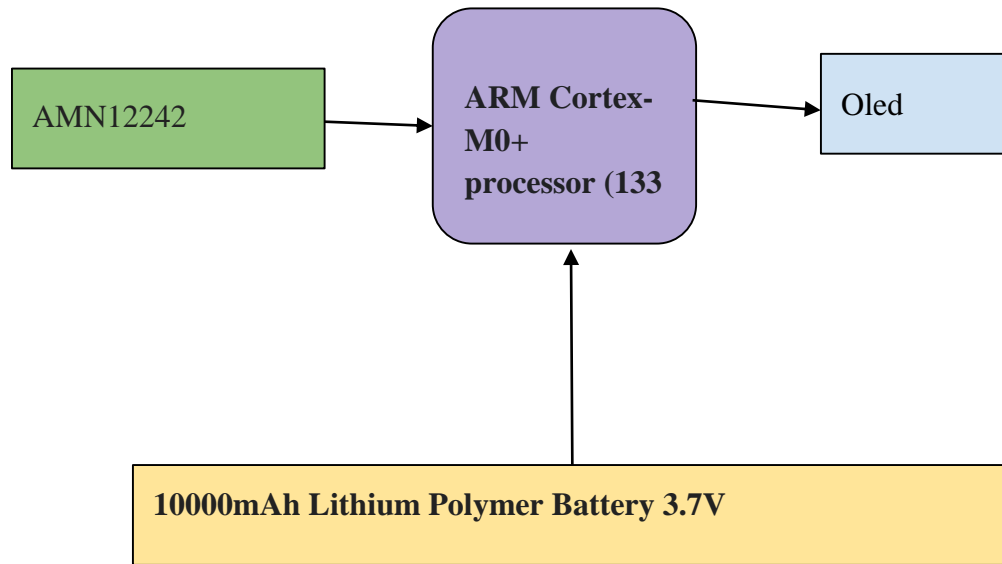 AMN12242
ARM Cortex-
M0+
processor (133
Oled
10000mAh Lithium Polymer Battery 3.7V